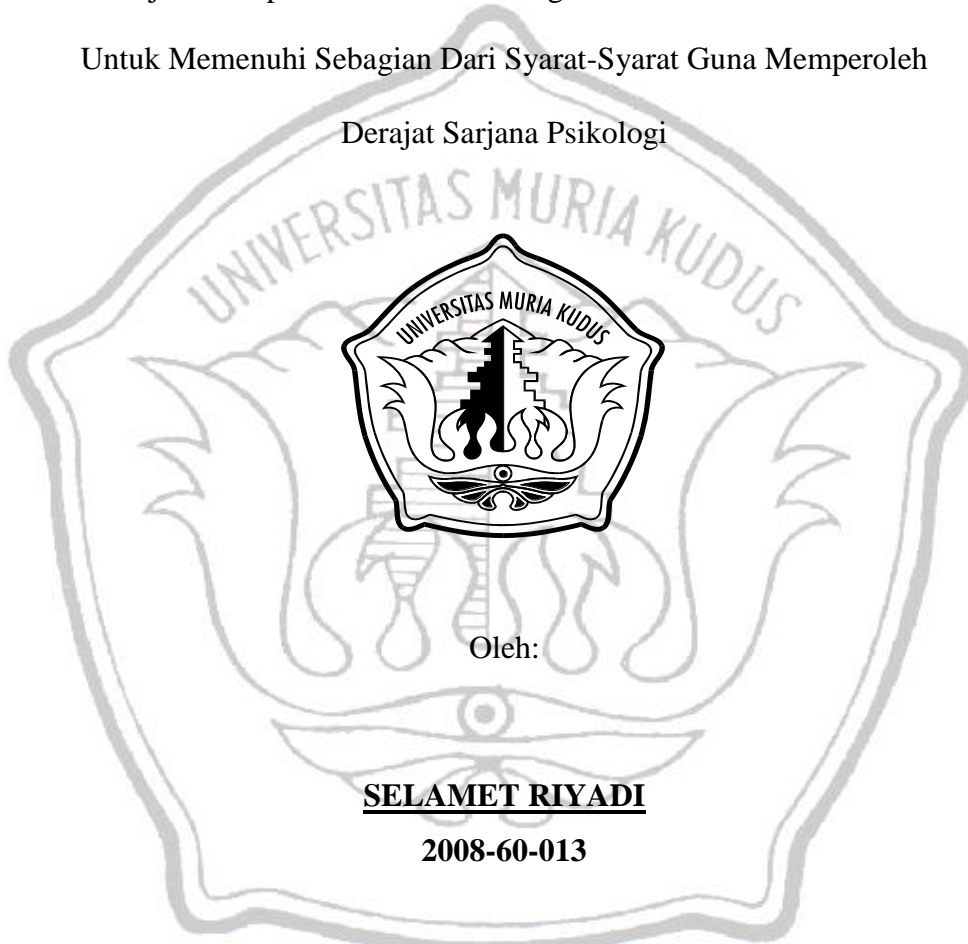 Untuk Memenuhi Sebagian Dari Syarat-Syarat Guna Memperoleh
Derajat Sarjana Psikologi
UNIVERSITAS MURIA KUDUS
UNIVERSITAS MURIA KUDUS
Oleh:
SELAMET RIYADI
2008-60-013